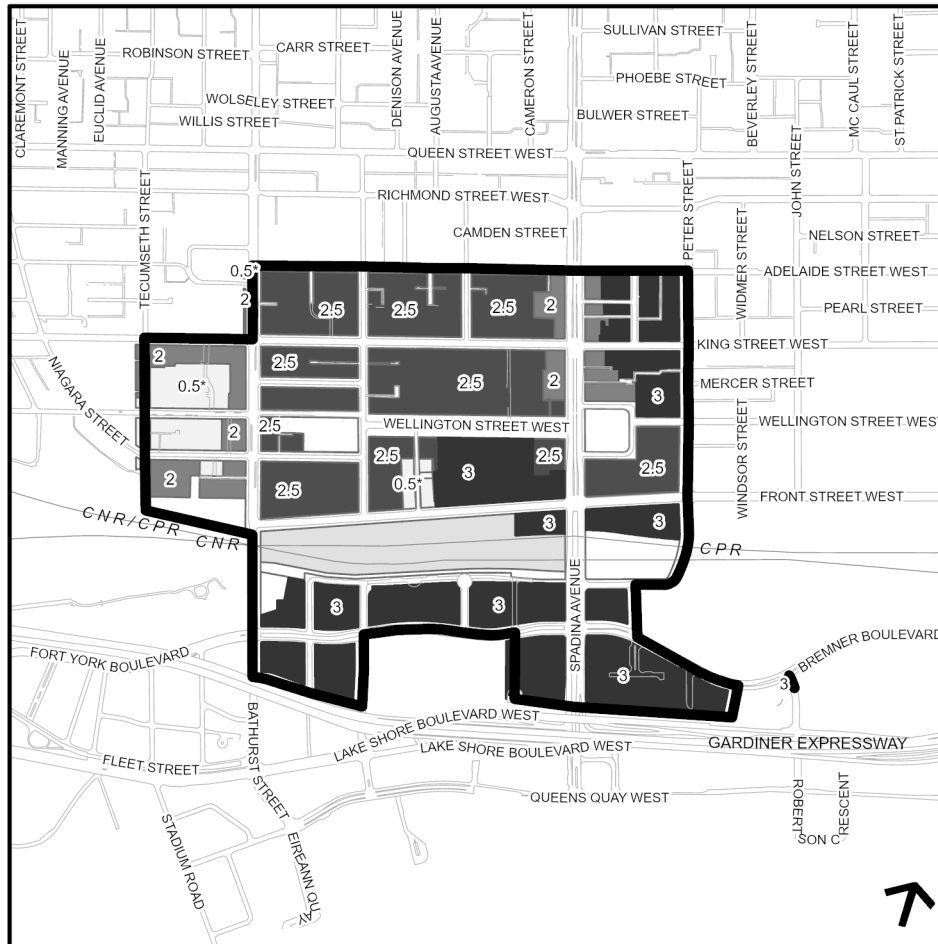 CLAREMONT STREET
MANNING AVENUE
EUCLID AVENUE
ROBINSON STREET
CARR STREET
WOLSELEY STREET
WILLIS STREET
DENISON AVENUE
AUGUSTA AVENUE
CAMERON STREET
SULLIVAN STREET
PHOEBE STREET
BULWER STREET
BEVERLEY STREET
MC CAUL STREET
ST. PATRICK STREET
JOHN STREET
QUEEN STREET WEST
RICHMOND STREET WEST
CAMDEN STREET
TECUMSETH STREET
PETER STREET
WIDMER STREET
NELSON STREET
ADELAIDE STREET WEST
PEARL STREET
KING STREET WEST
MERCER STREET
WELLINGTON STREET WEST
WINDSOR STREET
FRONT STREET WEST
0.5*
2
2.5
2.5
2.5
2
2
0.5*
2
2
2.5
2.5
2
3
2.5
WELLINGTON STREET WEST
2.5
2.5
0.5*
3
2.5
2.5
3
3
NIAGARA STREET
CNR/CPR
CNR
CPR
3
3
3
3
SPADINA AVENUE
BREMNER BOULEVARD
FORT YORK BOULEVARD
BATHURST STREET
LAKE SHORE BOULEVARD WEST
LAKE SHORE BOULEVARD WEST
GARDINER EXPRESSWAY
FLEET STREET
STADIUM ROAD
EIREANN QUAY
QUEENS QUAY WEST
ROBERTSON CRESCENT